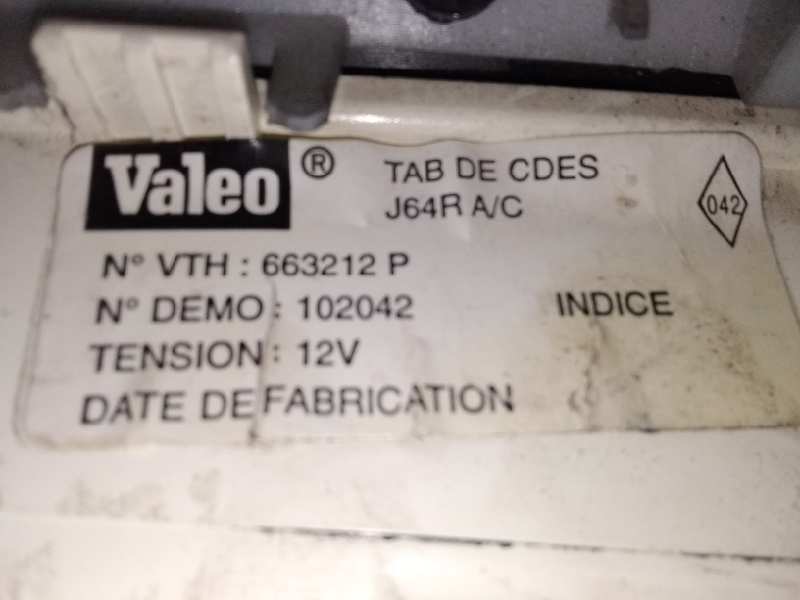 Valeo ® TAB DE CDES
J64R A/C
042
N° VTH : 663212 P
N° DEMO : 102042 INDICE
TENSION : 12V
DATE DE FABRICATION